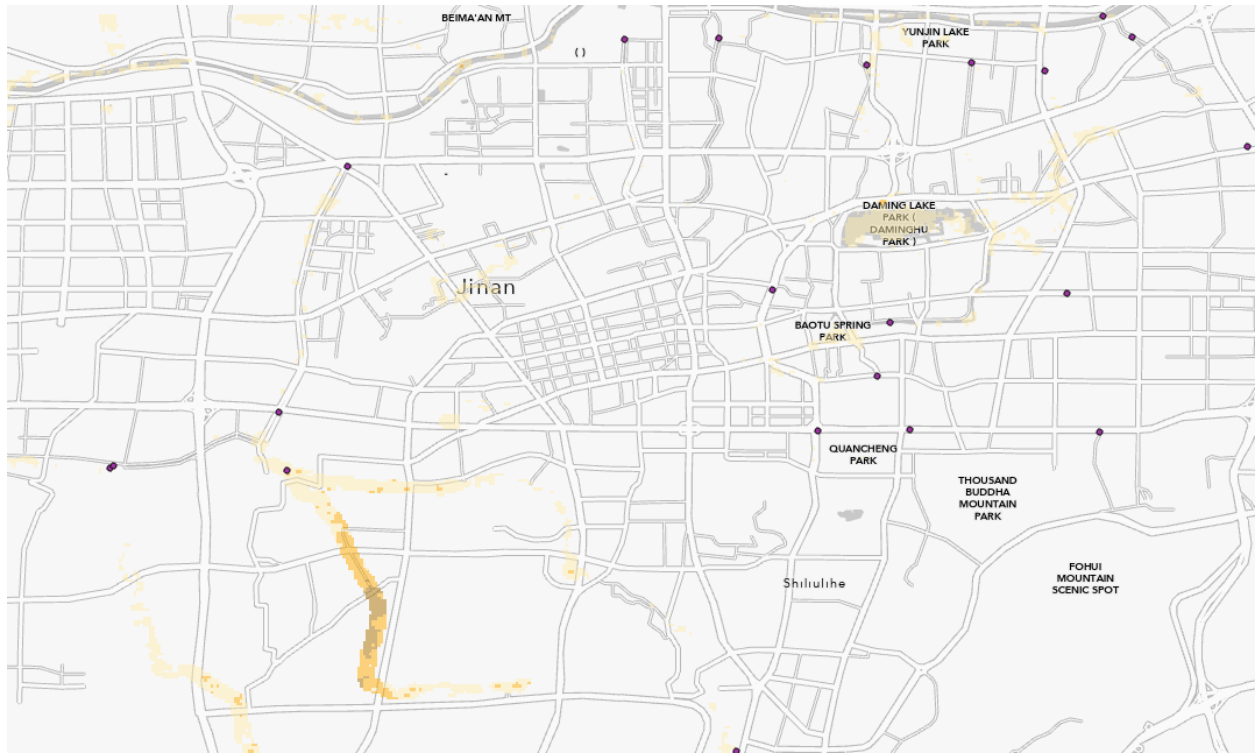 BEIMA'AN MT
( )
YUNJIN LAKE
PARK
DAMING LAKE
PARK (
DAMINGHU
PARK )
Jinan
BAOTU SPRING
PARK
QUANCHENG
PARK
THOUSAND
BUDDHA
MOUNTAIN
PARK
FOHUI
MOUNTAIN
SCENIC SPOT
Shiliulihe